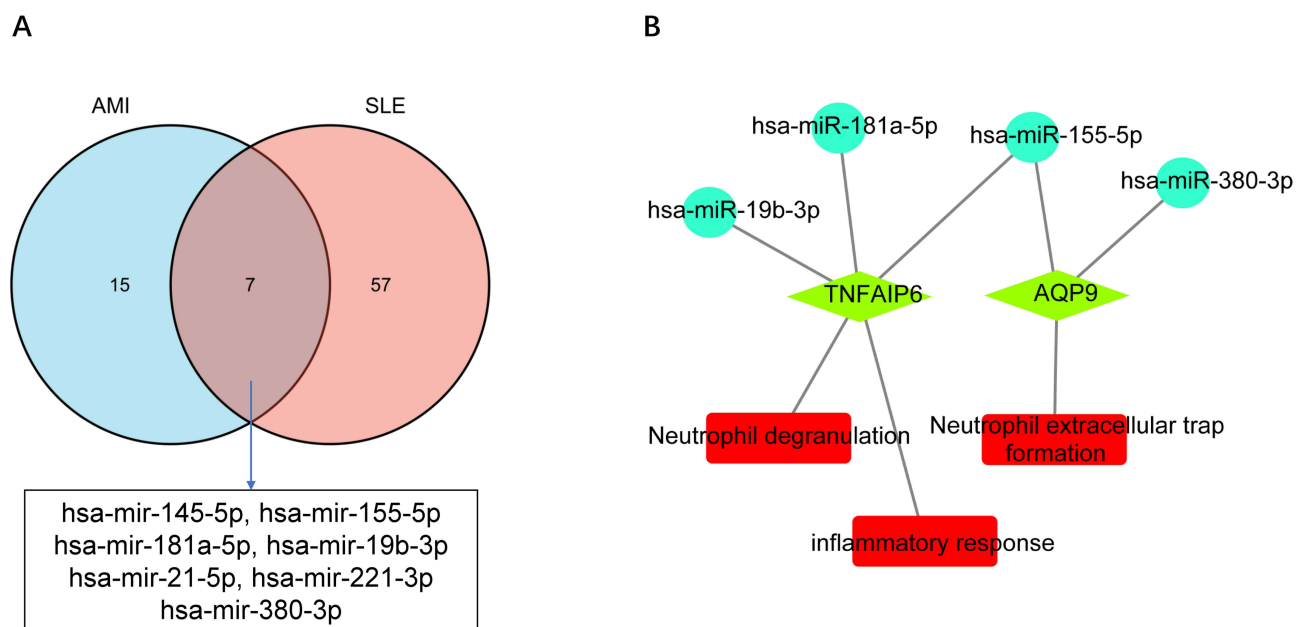 A
AMI
SLE
15
7
57
hsa-mir-145-5p, hsa-mir-155-5p
hsa-mir-181a-5p, hsa-mir-19b-3p
hsa-mir-21-5p, hsa-mir-221-3p
hsa-mir-380-3p
B
hsa-miR-181a-5p
hsa-miR-155-5p
hsa-miR-380-3p
hsa-miR-19b-3p
TNFAIP6
AQP9
Neutrophil degranulation
Neutrophil extracellular trap
formation
inflammatory response